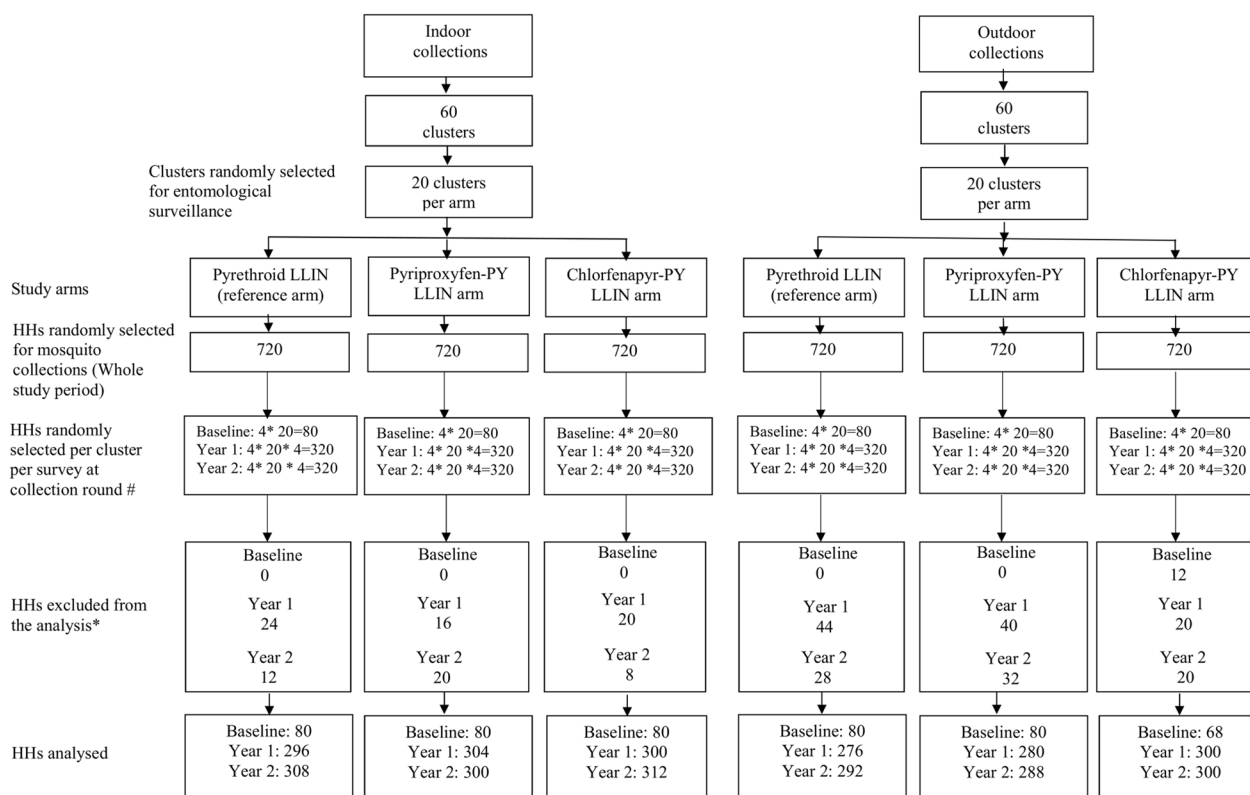 Indoor
collections
Outdoor
collections
60
clusters
60
clusters
Clusters randomly selected
for entomological
surveillance
20 clusters
per arm
20 clusters
per arm
Study arms
Pyrethroid LLIN
(reference arm)
Pyriproxyfen-PY
LLIN arm
Chlorfenapyr-PY
LLIN arm
Pyrethroid LLIN
(reference arm)
Pyriproxyfen-PY
LLIN arm
Chlorfenapyr-PY
LLIN arm
HHs randomly selected
for mosquito
collections (Whole
study period)
720
720
720
720
720
720
HHs randomly
selected per cluster
per survey at
collection round #
Baseline: 4* 20=80
Year 1: 4* 20* 4=320
Year 2: 4* 20 * 4=320
Baseline: 4* 20=80
Year 1: 4* 20 *4=320
Year 2: 4* 20 *4=320
Baseline: 4* 20=80
Year 1: 4* 20 *4=320
Year 2: 4* 20 *4=320
Baseline: 4* 20=80
Year 1: 4* 20 *4=320
Year 2: 4* 20 *4=320
Baseline: 4* 20=80
Year 1: 4* 20 *4=320
Year 2: 4* 20 *4=320
Baseline: 4* 20=80
Year 1: 4* 20 *4=320
Year 2: 4* 20 *4=320
HHs excluded from
the analysis*
Baseline
0
Year 1
24
Year 2
12
Baseline
0
Year 1
16
Year 2
20
Baseline
0
Year 1
20
Year 2
8
Baseline
0
Year 1
44
Year 2
28
Baseline
0
Year 1
40
Year 2
32
Baseline
12
Year 1
20
Year 2
20
HHs analysed
Baseline: 80
Year 1: 296
Year 2: 308
Baseline: 80
Year 1: 304
Year 2: 300
Baseline: 80
Year 1: 300
Year 2: 312
Baseline: 80
Year 1: 276
Year 2: 292
Baseline: 80
Year 1: 280
Year 2: 288
Baseline: 68
Year 1: 300
Year 2: 300